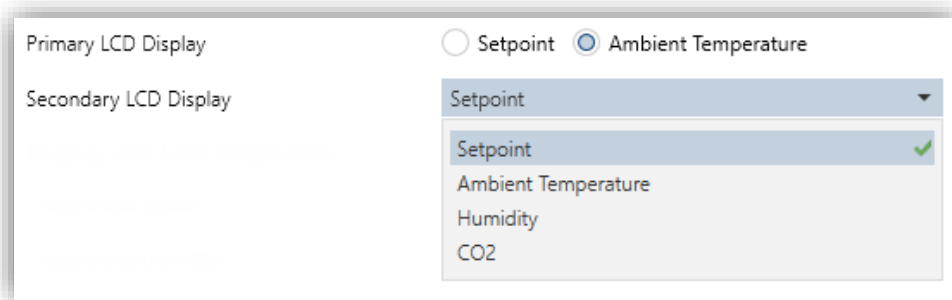 Primary LCD Display Setpoint Ambient Temperature
Secondary LCD Display Setpoint
Setpoint
Ambient Temperature
Humidity
CO2